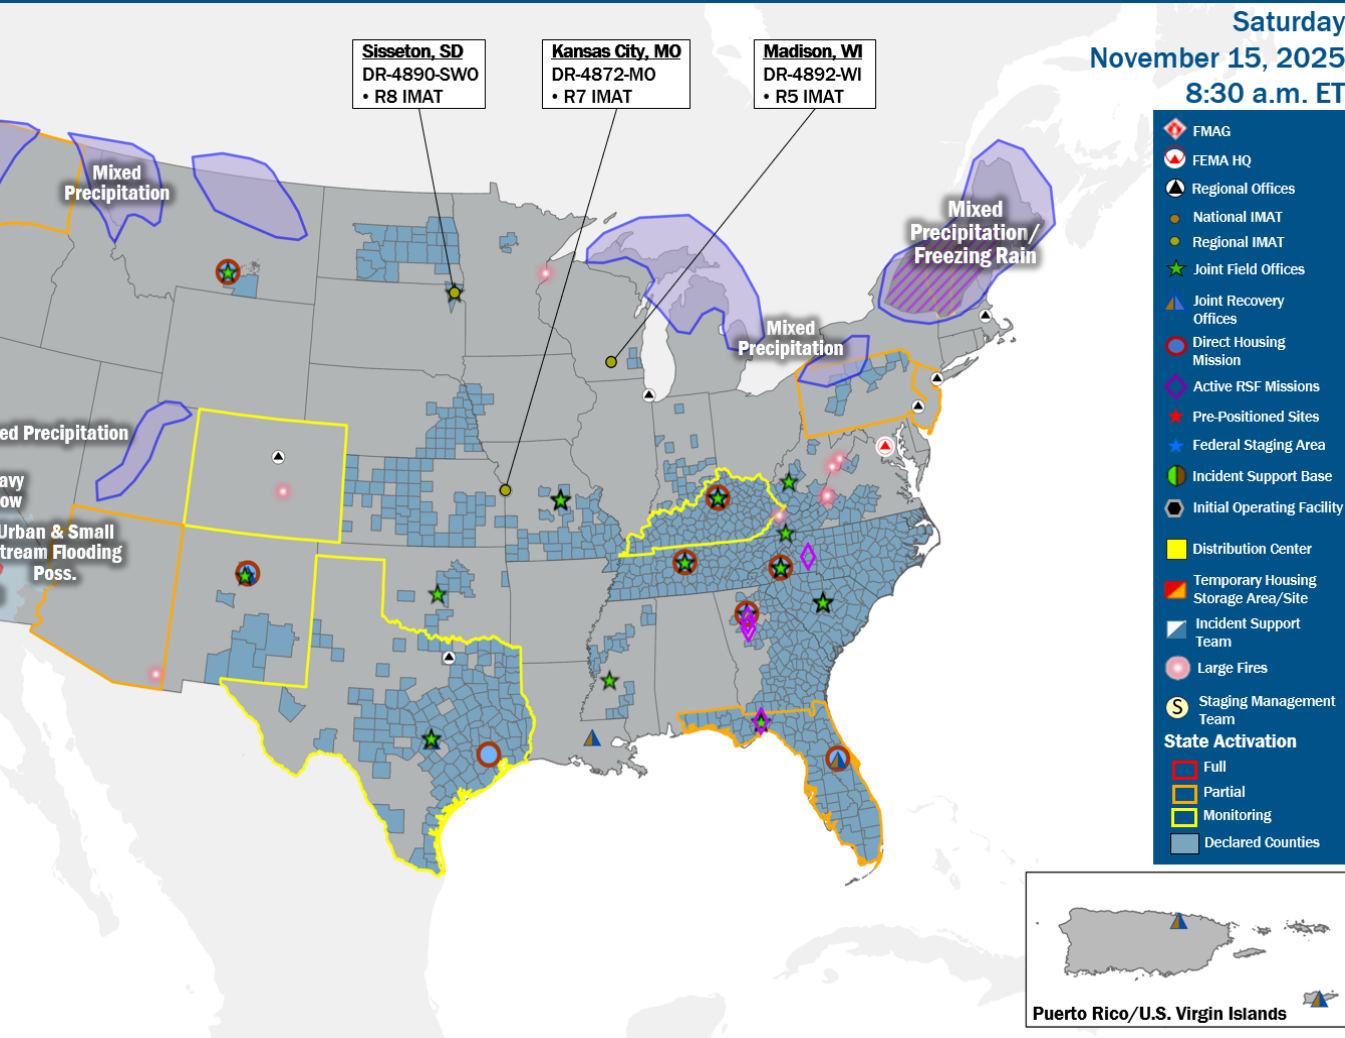 Saturday
November 15, 2025
8:30 a.m. ET
Sisseton, SD
DR-4890-SWO
• R8 IMAT
Kansas City, MO
DR-4872-MO
• R7 IMAT
Madison, WI
DR-4892-WI
• R5 IMAT
Mixed
Precipitation
Mixed
Precipitation/
Freezing Rain
Mixed
Precipitation
ed Precipitation
avy
ow
Urban & Small
tream Flooding
Poss.
FMAG
FEMA HQ
Regional Offices
National IMAT
Regional IMAT
Joint Field Offices
Joint Recovery
Offices
Direct Housing
Mission
Active RSF Missions
Pre-Positioned Sites
Federal Staging Area
Incident Support Base
Initial Operating Facility
Distribution Center
Temporary Housing
Storage Area/Site
Incident Support
Team
Large Fires
S
Staging Management
Team
State Activation
Full
Partial
Monitoring
Declared Counties
Puerto Rico/U.S. Virgin Islands